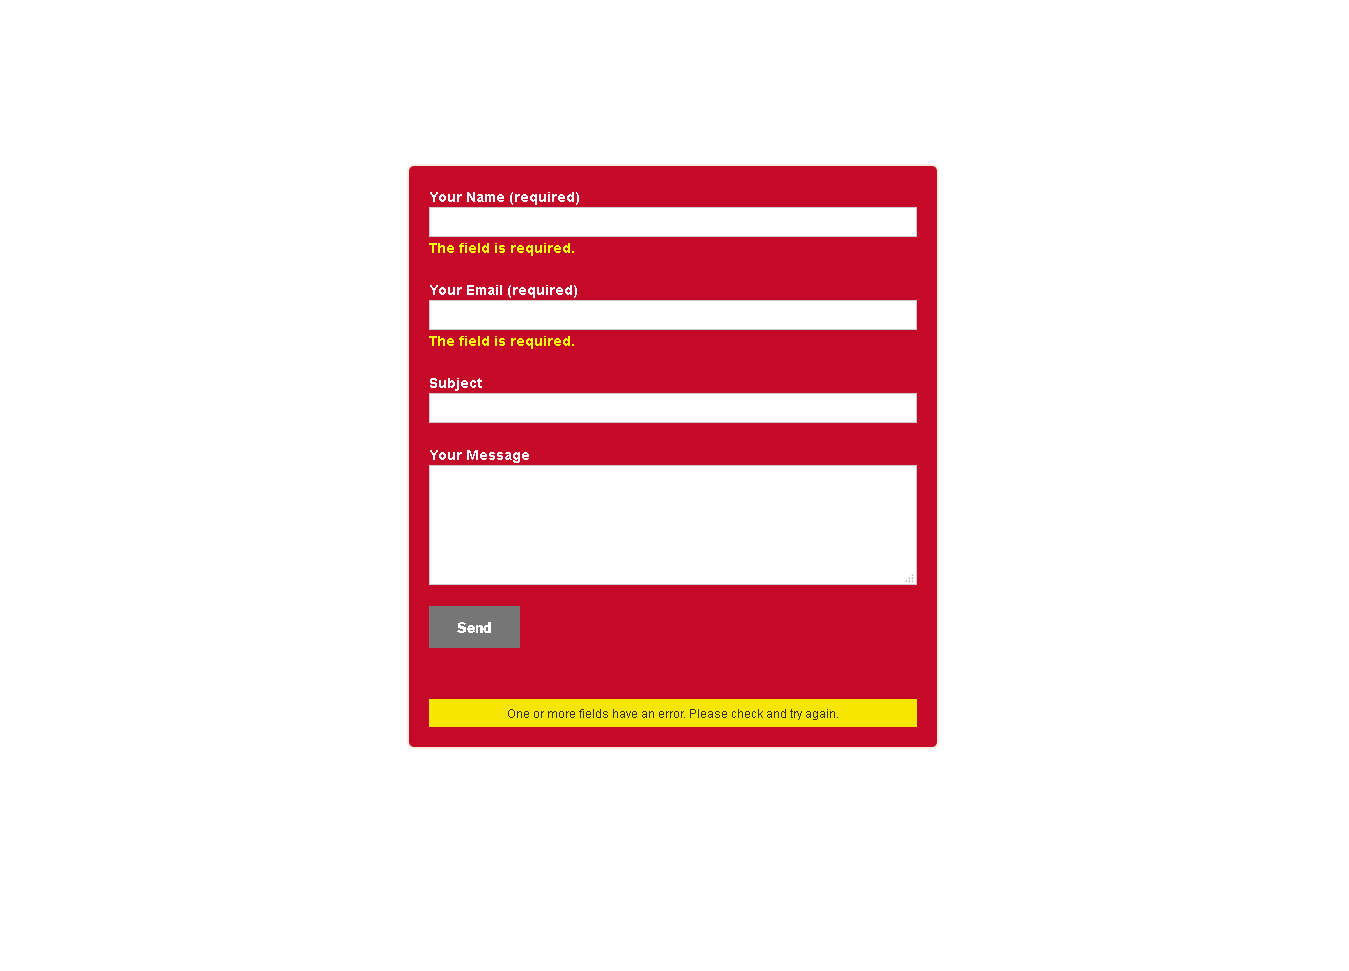 Your Name (required)
The field is required.
Your Email (required)
The field is required.
Subject
Your Message
Send
One or more fields have an error. Please check and try again.